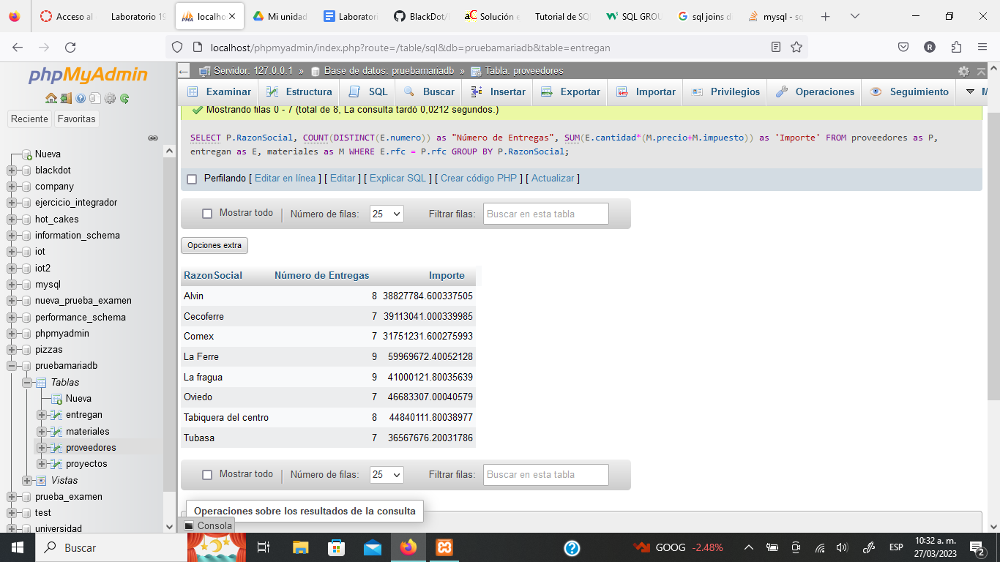 Acceso al
Laboratorio 19
localho
Mi unidad
Laborator
BlackDot/
Solución e
Tutorial de SQ
SQL GROU
sql joins d
mysql - sq
localhost/phpmyadmin/index.php?route=/table/sql&db=pruebamariadb&table=entregan
phpMyAdmin
Reciente
Favoritas
Nueva
blackdot
company
ejercicio_integrador
hot_cakes
information_schema
iot
iot2
mysql
nueva_prueba_examen
performance_schema
phpmyadmin
pizzas
pruebamariadb
Tablas
Nueva
entregan
materiales
proveedores
proyectos
Vistas
prueba_examen
test
universidad
Servidor: 127.0.0.1 » Base de datos: pruebamariadb » Tabla: proveedores
Examinar
Estructura
SQL
Buscar
Insertar
Exportar
Importar
Privilegios
Operaciones
Seguimiento
M
Mostrando filas 0 - 7 (total de 8, La consulta tardó 0,0212 segundos.)
SELECT P.RazonSocial, COUNT(DISTINCT(E.numero)) as "Número de Entregas", SUM(E.cantidad*(M.precio+M.impuesto)) as 'Importe' FROM proveedores as P,
entregan as E, materiales as M WHERE E.rfc = P.rfc GROUP BY P.RazonSocial;
Perfilando [ Editar en línea ] [ Editar ] [ Explicar SQL ] [ Crear código PHP ] [ Actualizar ]
Mostrar todo
Número de filas: 25
Filtrar filas: Buscar en esta tabla
Opciones extra
RazonSocial Número de Entregas Importe
Alvin 8 38827784.600337505
Cecoferre 7 39113041.000339985
Comex 7 31751231.600275993
La Ferre 9 59969672.40052128
La fragua 9 41000121.80035639
Oviedo 7 46683307.00040579
Tabiquera del centro 8 44840111.80038977
Tubasa 7 36567676.20031786
Mostrar todo
Número de filas: 25
Filtrar filas: Buscar en esta tabla
Operaciones sobre los resultados de la consulta
Consola
Buscar
GOOG -2.48%
ESP
10:32 a. m.
27/03/2023
2